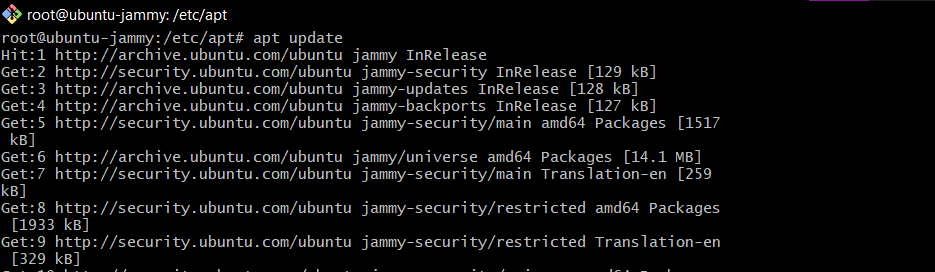 root@ubuntu-jammy: /etc/apt
root@ubuntu-jammy:/etc/apt# apt update
Hit:1 http://archive.ubuntu.com/ubuntu jammy InRelease
Get:2 http://security.ubuntu.com/ubuntu jammy-security InRelease [129 kB]
Get:3 http://archive.ubuntu.com/ubuntu jammy-updates InRelease [128 kB]
Get:4 http://archive.ubuntu.com/ubuntu jammy-backports InRelease [127 kB]
Get:5 http://security.ubuntu.com/ubuntu jammy-security/main amd64 Packages [1517
 kB]
Get:6 http://archive.ubuntu.com/ubuntu jammy/universe amd64 Packages [14.1 MB]
Get:7 http://security.ubuntu.com/ubuntu jammy-security/main Translation-en [259
kB]
Get:8 http://security.ubuntu.com/ubuntu jammy-security/restricted amd64 Packages
 [1933 kB]
Get:9 http://security.ubuntu.com/ubuntu jammy-security/restricted Translation-en
 [329 kB]